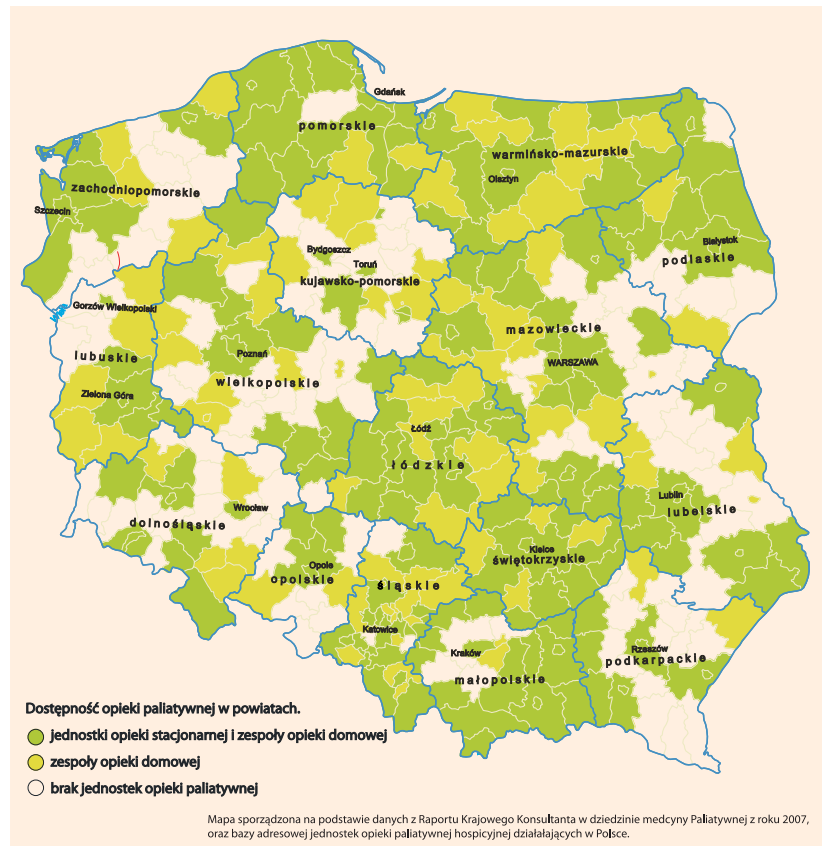 Gdańsk
pomorskie
warmińsko-mazurskie
Olsztyn
zachodniopomorskie
Szczecin
Białystok
podlaskie
Bydgoszcz
Toruń
kujawsko-pomorskie
Gorzów Wielkopolski
mazowieckie
lubuskie
Poznań
WARSZAWA
wielkopolskie
Zielona Góra
Łódź
łódzkie
Lublin
lubelskie
Wrocław
dolnośląskie
Kielce
świętokrzyskie
Opole
opolskie
śląskie
Katowice
Kraków
małopolskie
Rzeszów
podkarpackie
Dostępność opieki paliatywnej w powiatach.
jednostki opieki stacjonarnej i zespoły opieki domowej
zespoły opieki domowej
brak jednostek opieki paliatywnej
Mapa sporządzona na podstawie danych z Raportu Krajowego Konsultanta w dziedzinie medcyny Paliatywnej z roku 2007,
oraz bazy adresowej jednostek opieki paliatywnej hospicyjnej działałających w Polsce.